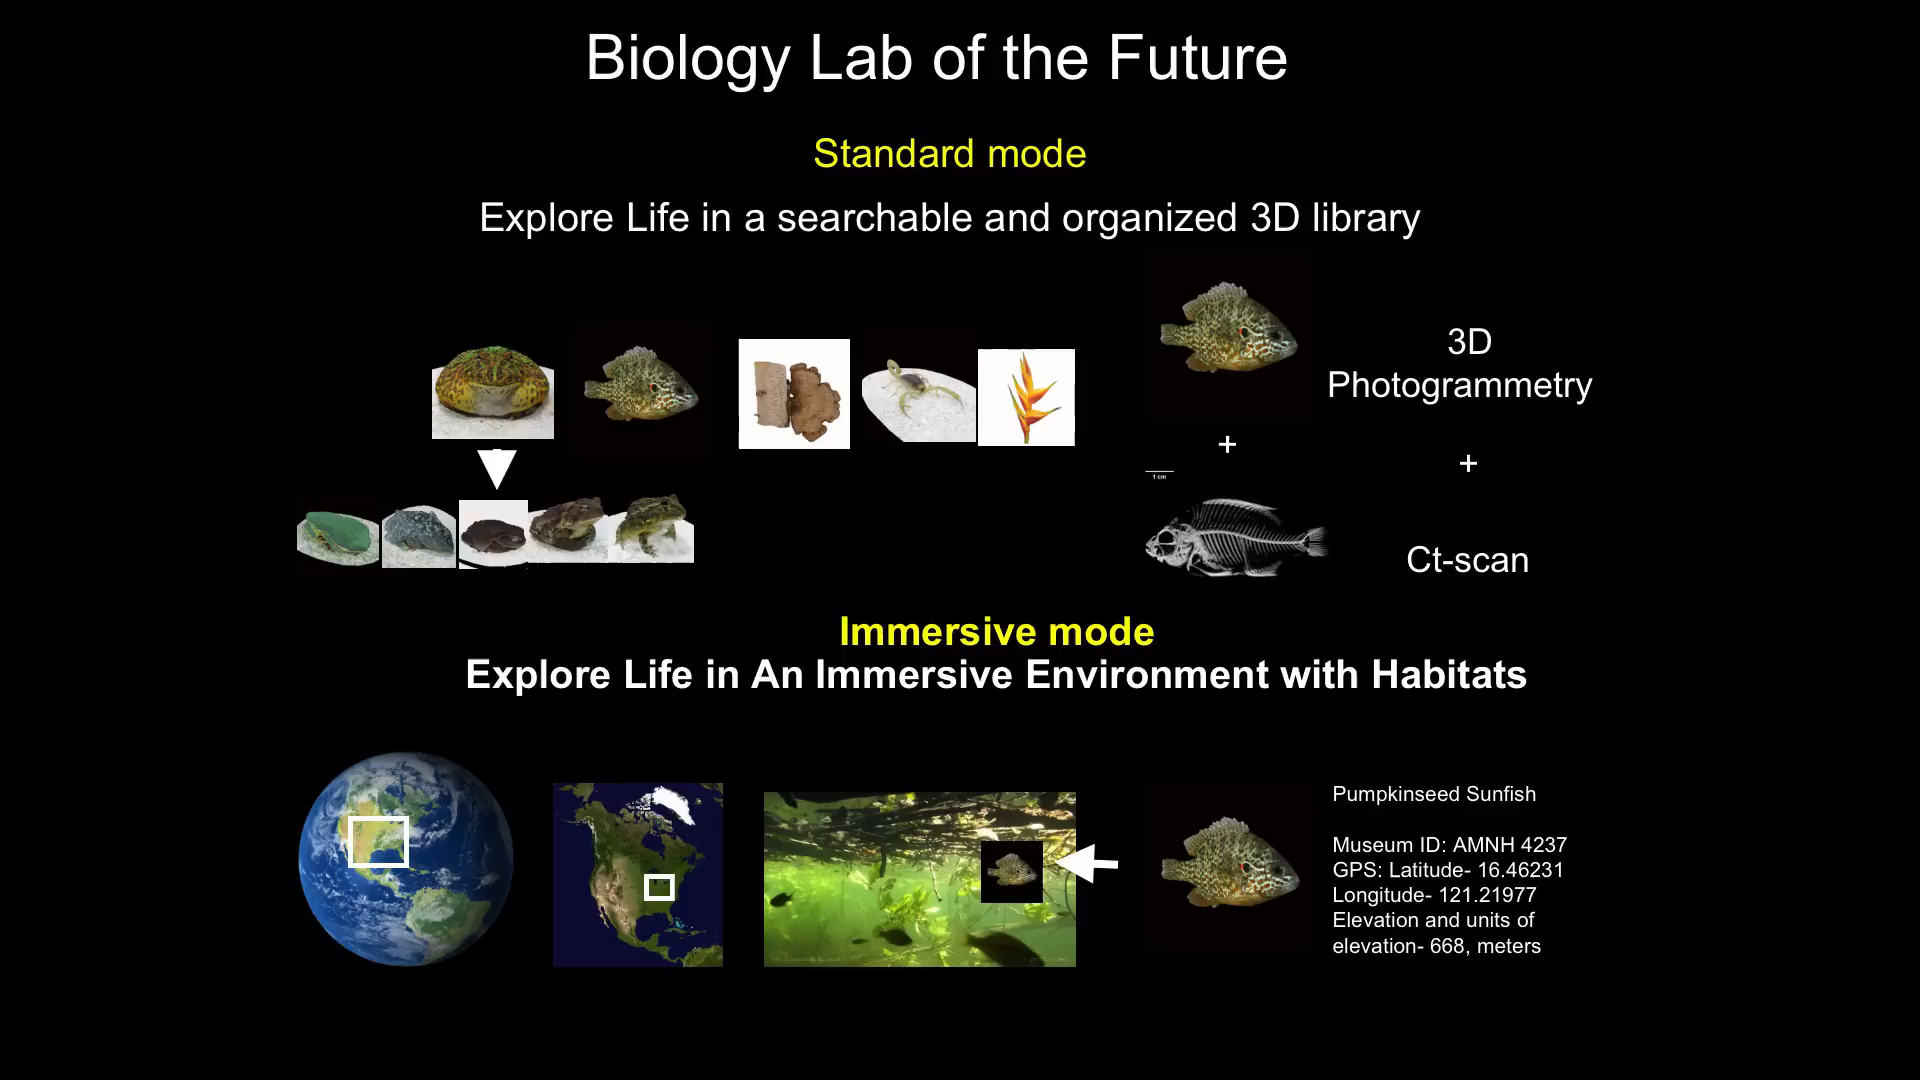 Biology Lab of the Future
Standard mode
Explore Life in a searchable and organized 3D library
3D
Photogrammetry
+
+
1 cm
Ct-scan
Immersive mode
Explore Life in An Immersive Environment with Habitats
Pumpkinseed Sunfish
Museum ID: AMNH 4237
GPS: Latitude- 16.46231
Longitude- 121.21977
Elevation and units of
elevation- 668, meters